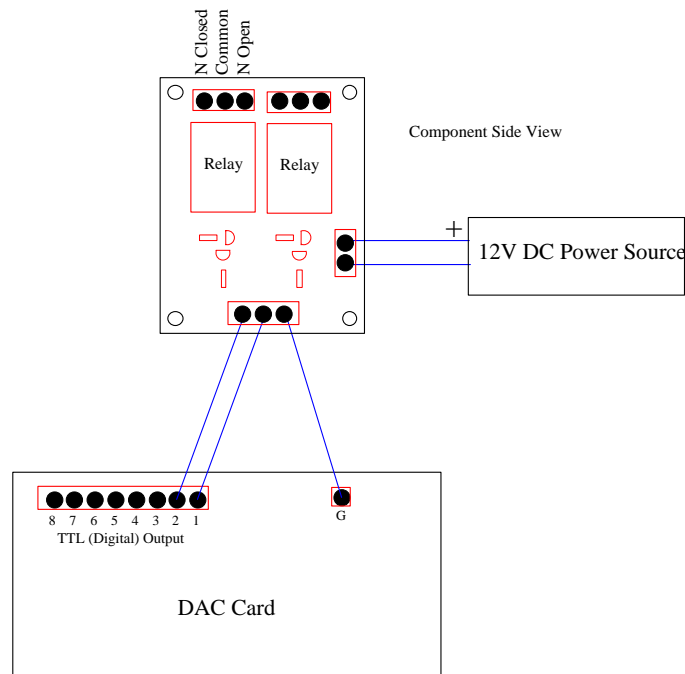 N Closed
Common
N Open
Component Side View
Relay
Relay
+
12V DC Power Source
8 7 6 5 4 3 2 1
G
TTL (Digital) Output
DAC Card